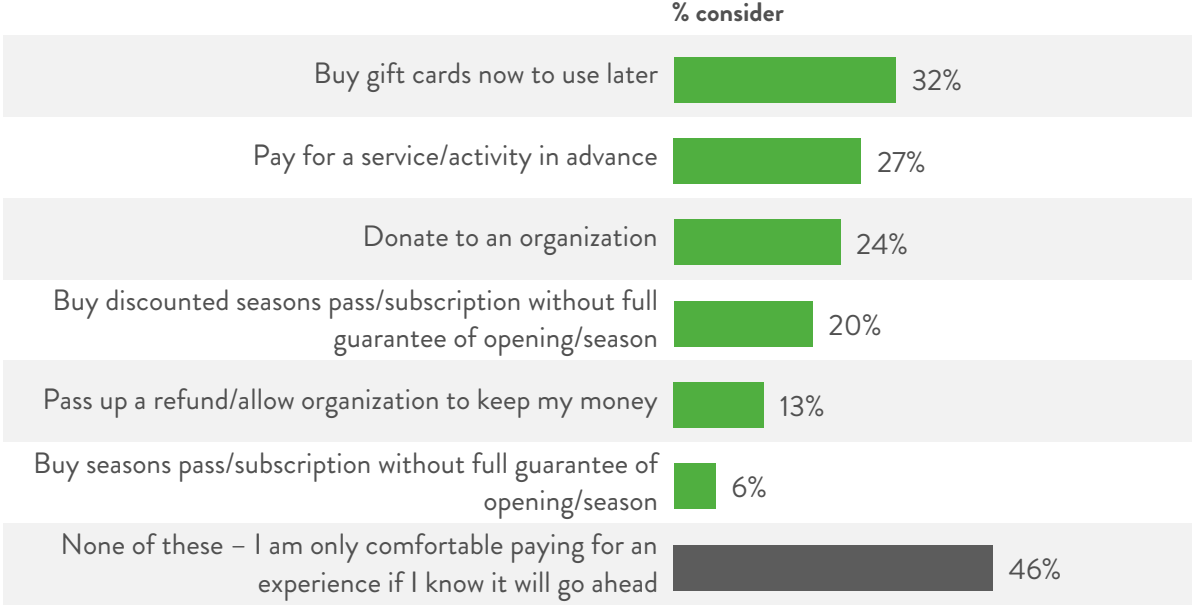 % consider
Buy gift cards now to use later
32%
Pay for a service/activity in advance
27%
Donate to an organization
24%
Buy discounted seasons pass/subscription without full
guarantee of opening/season
20%
Pass up a refund/allow organization to keep my money
13%
Buy seasons pass/subscription without full guarantee of
opening/season
6%
None of these – I am only comfortable paying for an
experience if I know it will go ahead
46%